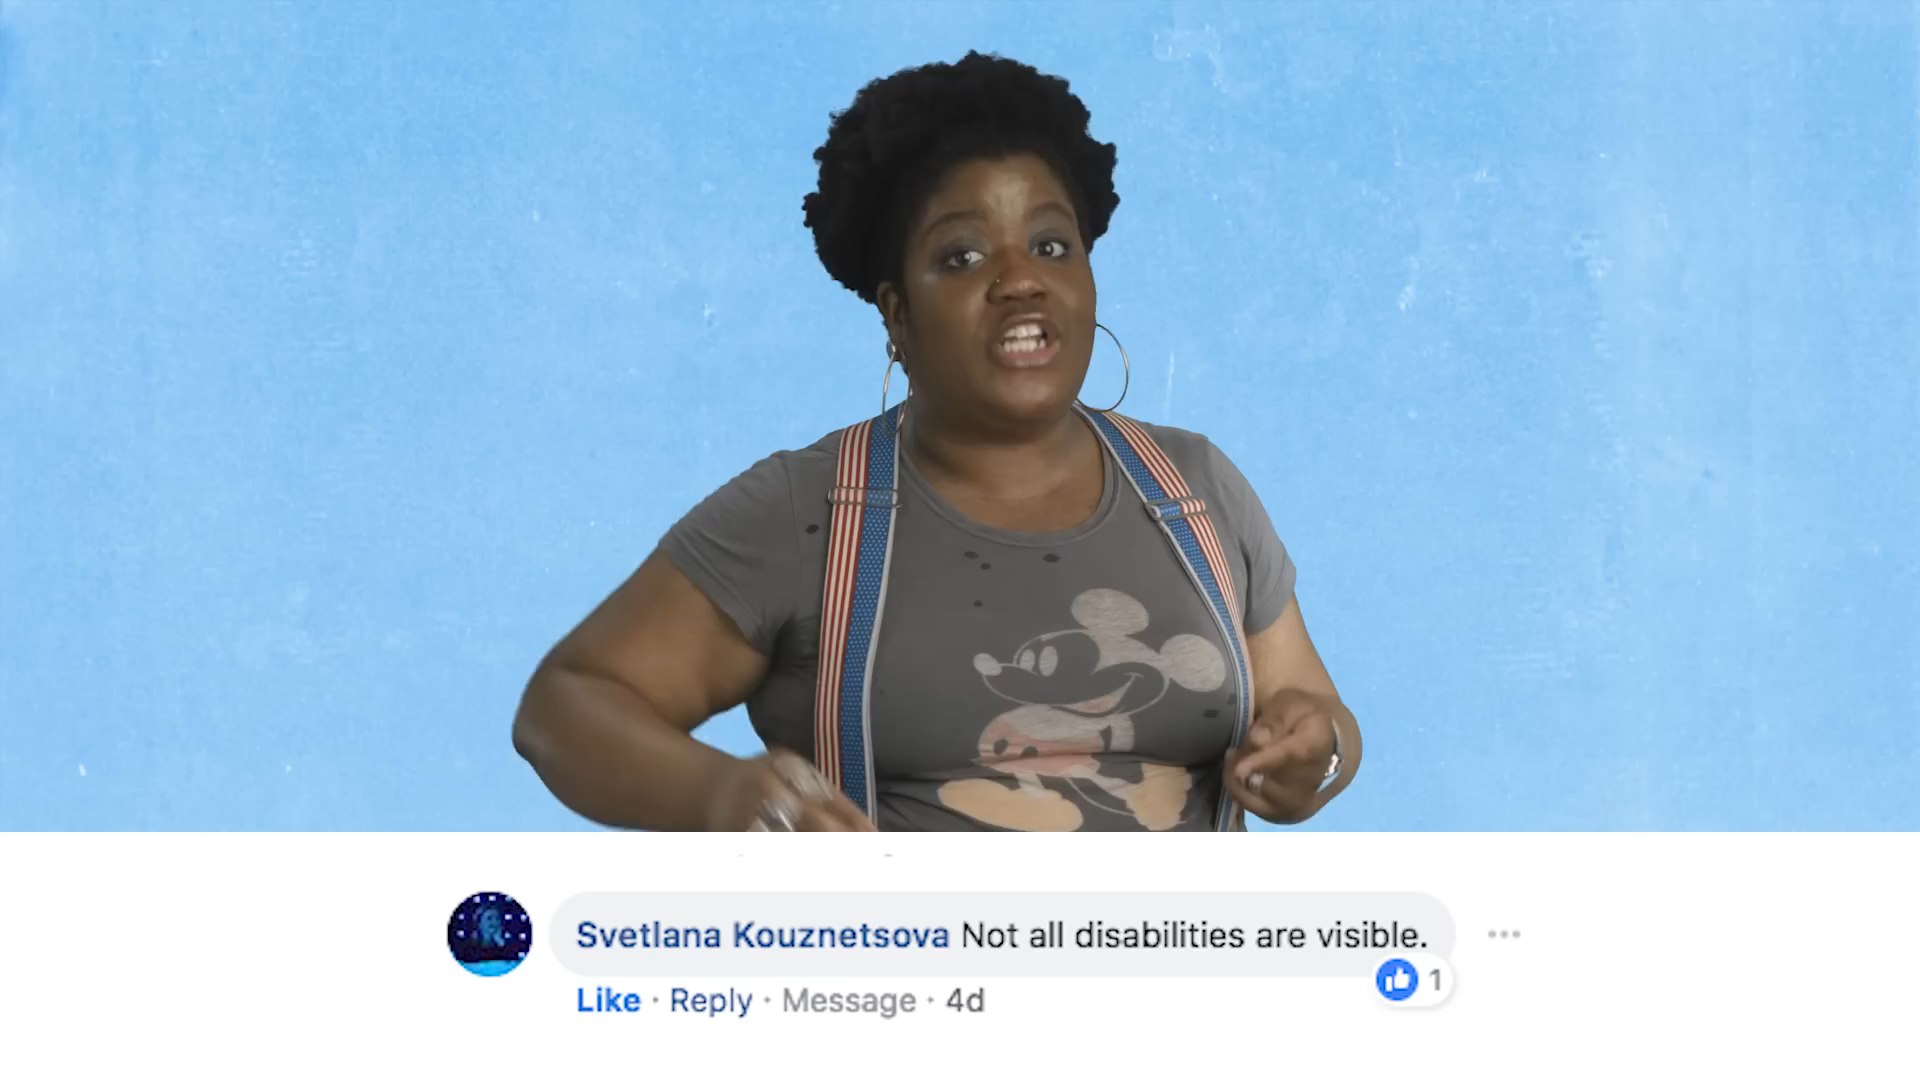 Svetlana Kouznetsova Not all disabilities are visible.
1
Like · Reply · Message · 4d